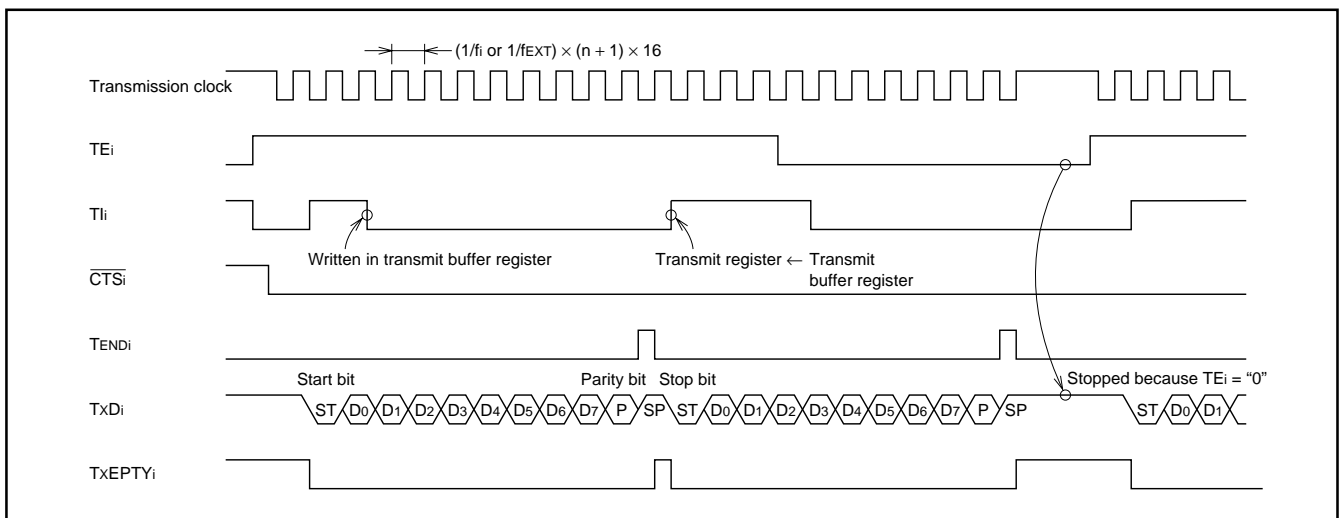 (1/fi or 1/fEXT) × (n + 1) × 16
Transmission clock
TEi
TIi
Written in transmit buffer register
Transmit register ← Transmit
buffer register
CTSi
TENDi
Start bit
Parity bit
Stop bit
Stopped because TEi = “0”
TxDi
ST D0 D1 D2 D3 D4 D5 D6 D7 P SP ST D0 D1 D2 D3 D4 D5 D6 D7 P SP ST D0 D1
TxEPTYi